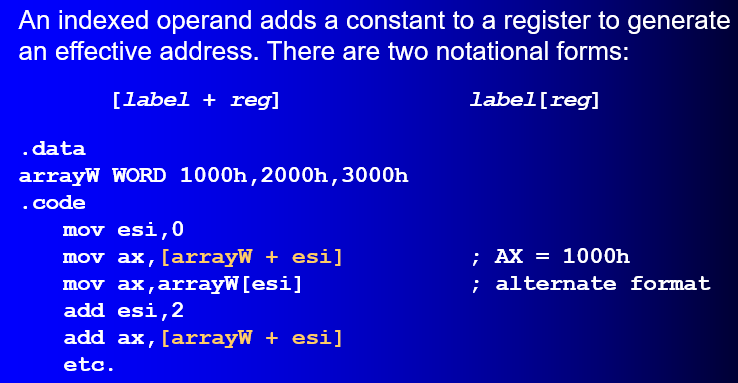 An indexed operand adds a constant to a register to generate
an effective address. There are two notational forms:
[label + reg] label[reg]
.data
arrayW WORD 1000h,2000h,3000h
.code
mov esi,0
mov ax,[arrayW + esi] ; AX = 1000h
mov ax,arrayW[esi] ; alternate format
add esi,2
add ax,[arrayW + esi]
etc.